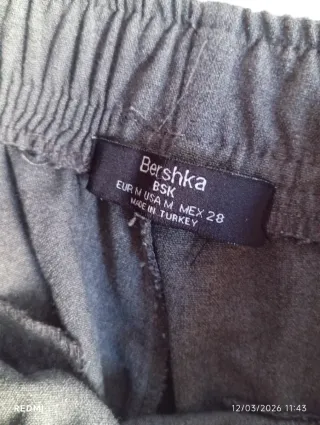 Bershka
BSK
EUR M USA M MEX 28
MADE IN TURKEY
REDMI
12/03/2026 11:43